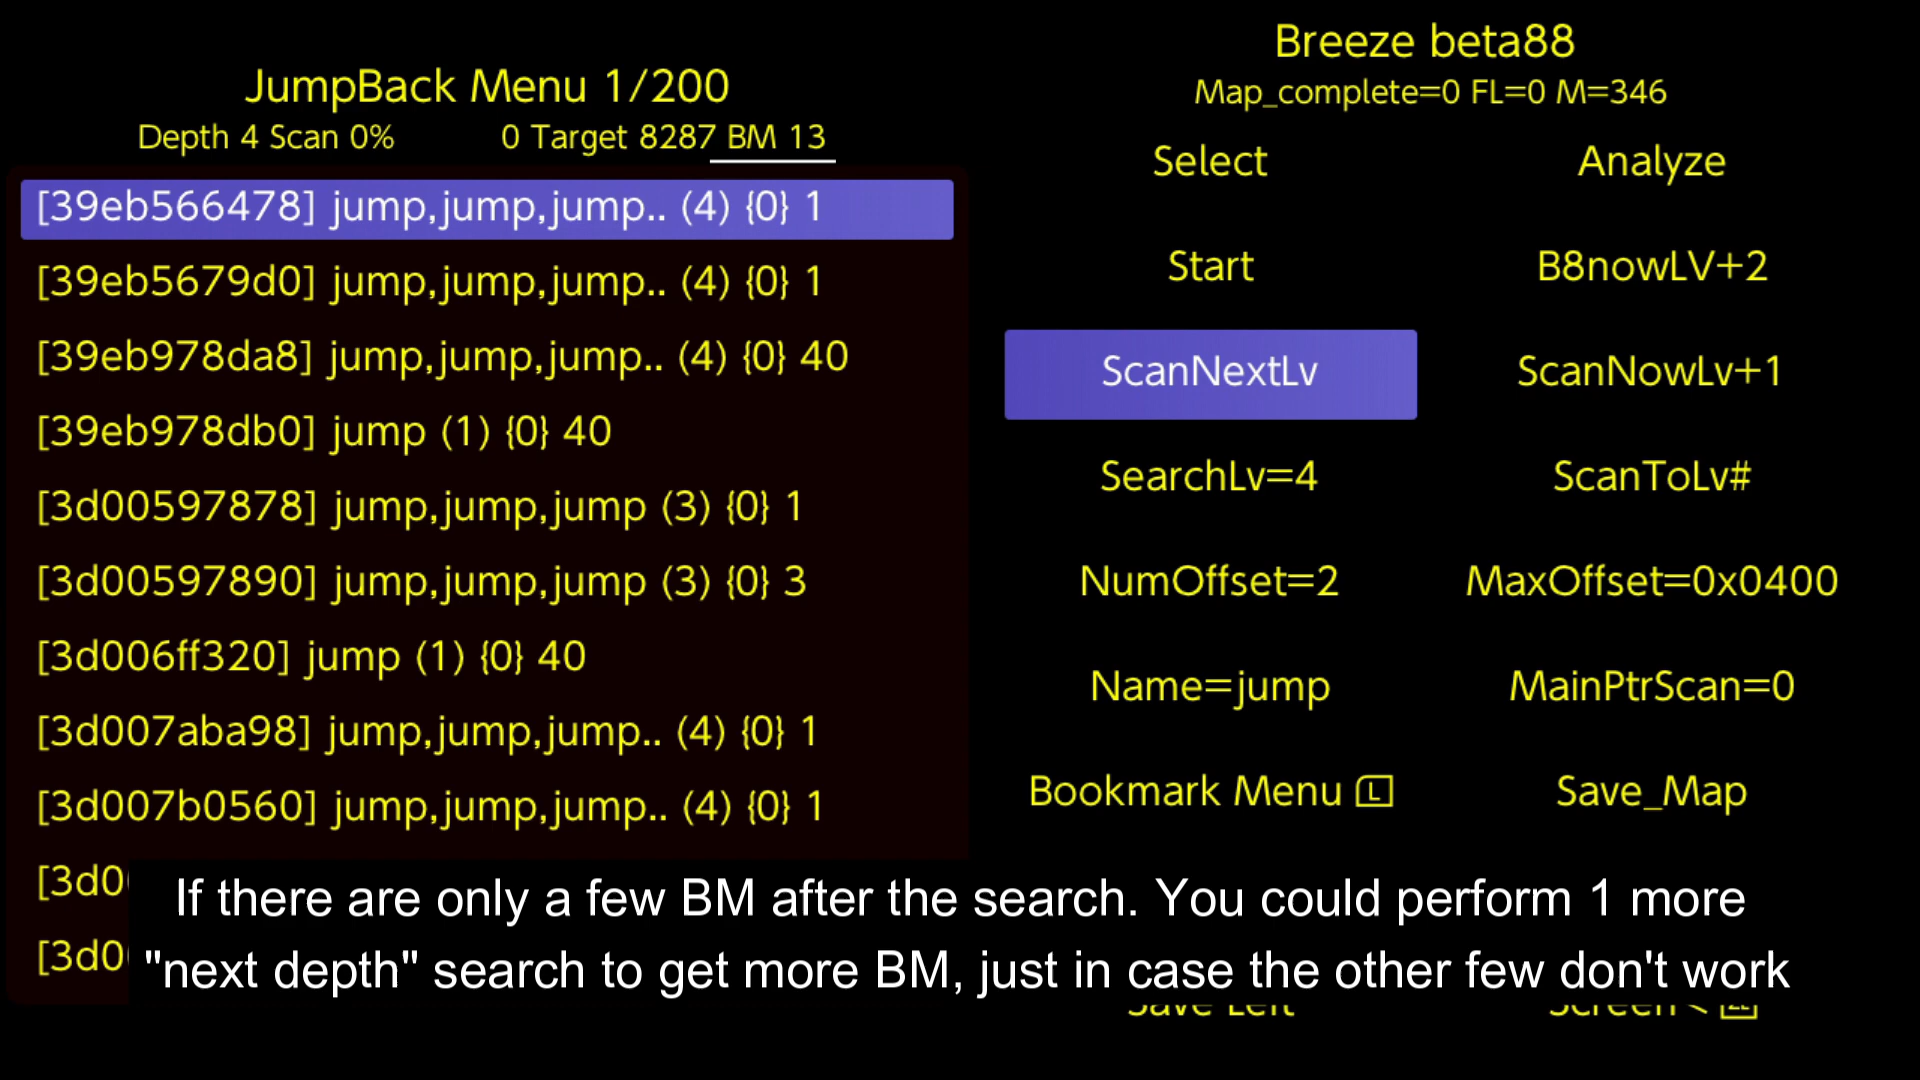 Breeze beta88
JumpBack Menu 1/200
Map_complete=0 FL=0 M=346
Depth 4 Scan 0% 0 Target 8287 BM 13
[39eb566478] jump,jump,jump.. (4) {0} 1
[39eb5679d0] jump,jump,jump.. (4) {0} 1
[39eb978da8] jump,jump,jump.. (4) {0} 40
[39eb978db0] jump (1) {0} 40
[3d00597878] jump,jump,jump (3) {0} 1
[3d00597890] jump,jump,jump (3) {0} 3
[3d006ff320] jump (1) {0} 40
[3d007aba98] jump,jump,jump.. (4) {0} 1
[3d007b0560] jump,jump,jump.. (4) {0} 1
Select Analyze
Start B8nowLV+2
ScanNextLv ScanNowLv+1
SearchLv=4 ScanToLv#
NumOffset=2 MaxOffset=0x0400
Name=jump MainPtrScan=0
Bookmark Menu L Save_Map
If there are only a few BM after the search. You could perform 1 more
"next depth" search to get more BM, just in case the other few don't work